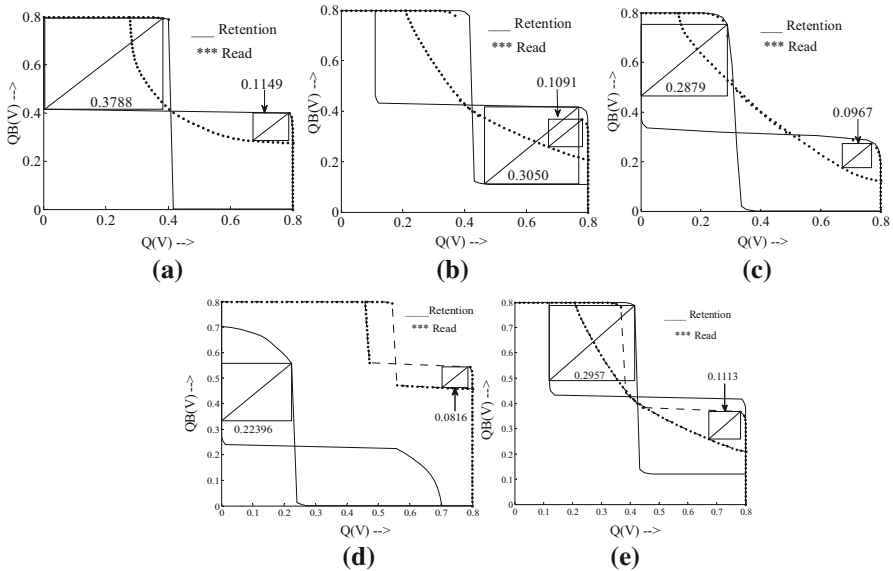 0.8
0.6
0.4
0.2
0
QB(V) -->
___ Retention
*** Read
0.1149
0.3788
0 0.2 0.4 0.6 0.8
Q(V) -->
(a)
0.8
0.6
0.4
0.2
0
QB(V) -->
___ Retention
*** Read
0.1091
0.3050
0 0.2 0.4 0.6 0.8
Q(V) -->
(b)
0.8
0.6
0.4
0.2
0
QB(V) -->
___ Retention
*** Read
0.0967
0.2879
0 0.2 0.4 0.6 0.8
Q(V) -->
(c)
0.8
0.7
0.6
0.5
0.4
0.3
0.2
0.1
0
QB(V) -->
____Retention
*** Read
0.22396
0.0816
0 0.1 0.2 0.3 0.4 0.5 0.6 0.7 0.8
Q(V) -->
(d)
0.8
0.7
0.6
0.5
0.4
0.3
0.2
0.1
0
QB(V) -->
____Retention
*** Read
0.2957
0.1113
0 0.1 0.2 0.3 0.4 0.5 0.6 0.7 0.8
Q(V) -->
(e)